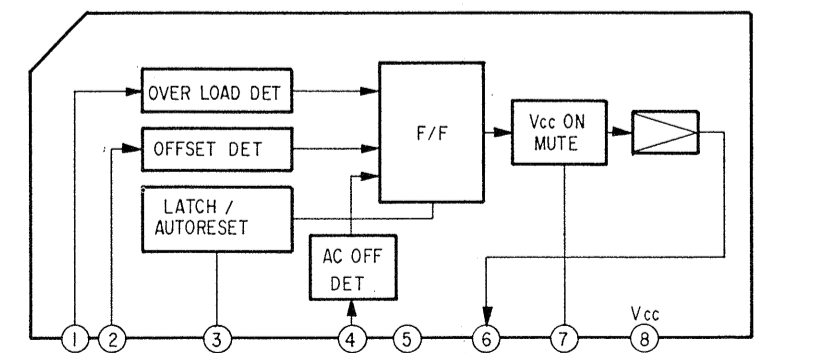 OVER LOAD DET
OFFSET DET
LATCH /
AUTORESET
AC OFF
DET
F/F
Vcc ON
MUTE
Vcc
1 2 3 4 5 6 7 8